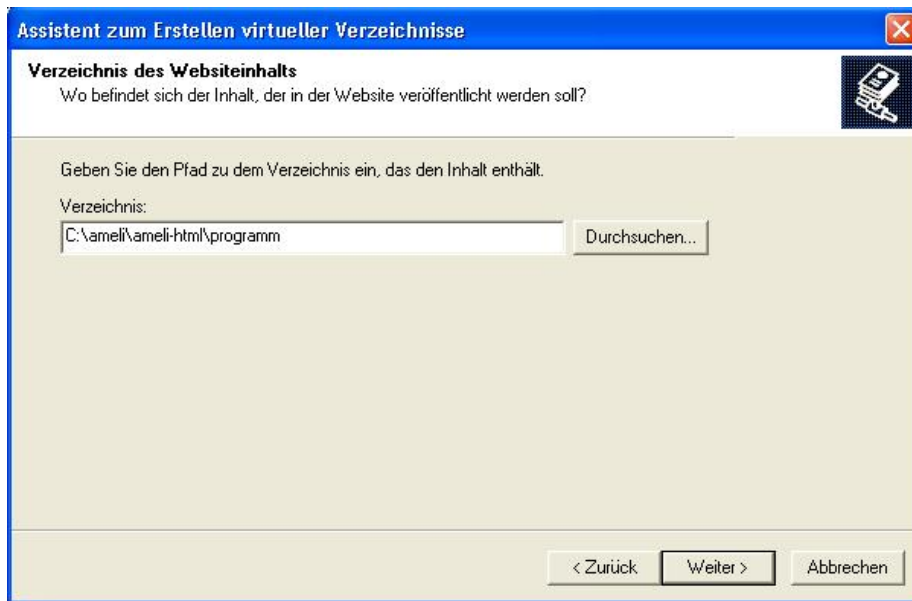 Assistent zum Erstellen virtueller Verzeichnisse
Verzeichnis des Websiteinhalts
Wo befindet sich der Inhalt, der in der Website veröffentlicht werden soll?
Geben Sie den Pfad zu dem Verzeichnis ein, das den Inhalt enthält.
Verzeichnis:
C:\ameli\ameli-html\programm Durchsuchen...
< Zurück Weiter > Abbrechen